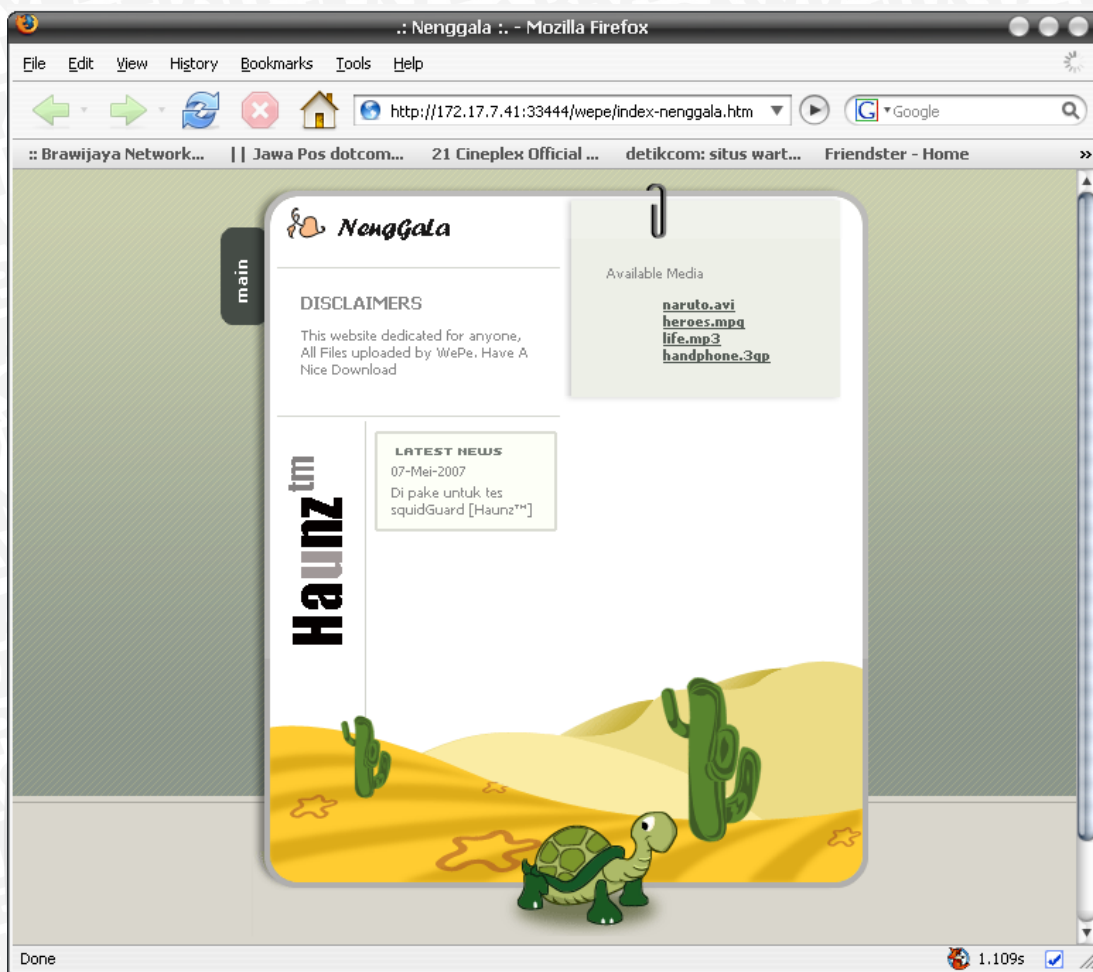 .: Nenggala :. - Mozilla Firefox
File Edit View History Bookmarks Tools Help
http://172.17.7.41:33444/wepe/index-nenggala.htm
G Google
:: Brawijaya Network... || Jawa Pos dotcom... 21 Cineplex Official ... detikcom: situs wart... Friendster - Home »
main
NengGala
DISCLAIMERS
This website dedicated for anyone,
All Files uploaded by WePe. Have A
Nice Download
Available Media
naruto.avi
heroes.mpg
life.mp3
handphone.3gp
Haunz tm
LATEST NEWS
07-Mei-2007
Di pake untuk tes
squidGuard [Haunz™]
Done
1.109s